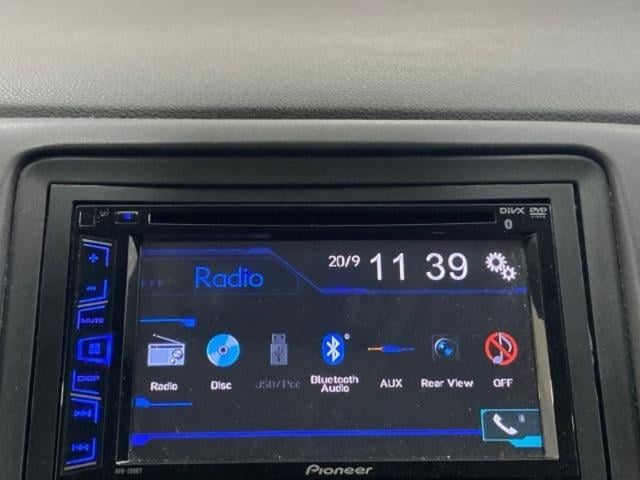 DivX DVD
VIDEO
20/9 11 39
Radio
MUTE
DISP
Radio Disc USB/iPod Bluetooth Audio AUX Rear View OFF
Pioneer